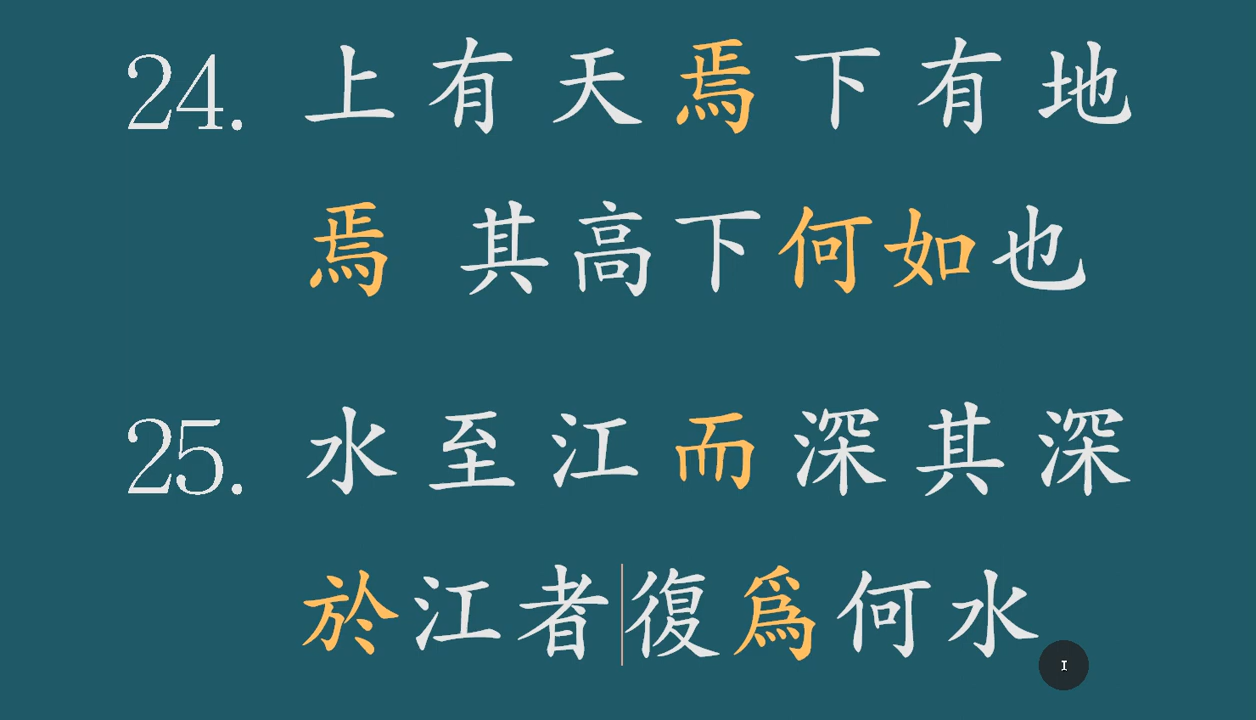 24. 上有天焉下有地
焉 其高下何如也
25. 水至江而深其深
於江者復爲何水